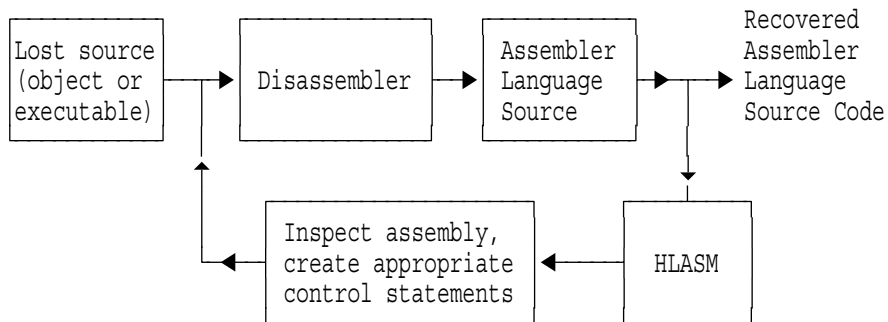 Lost source
(object or
executable)
Disassembler
Assembler
Language
Source
Recovered
Assembler
Language
Source Code
Inspect assembly,
create appropriate
control statements
HLASM